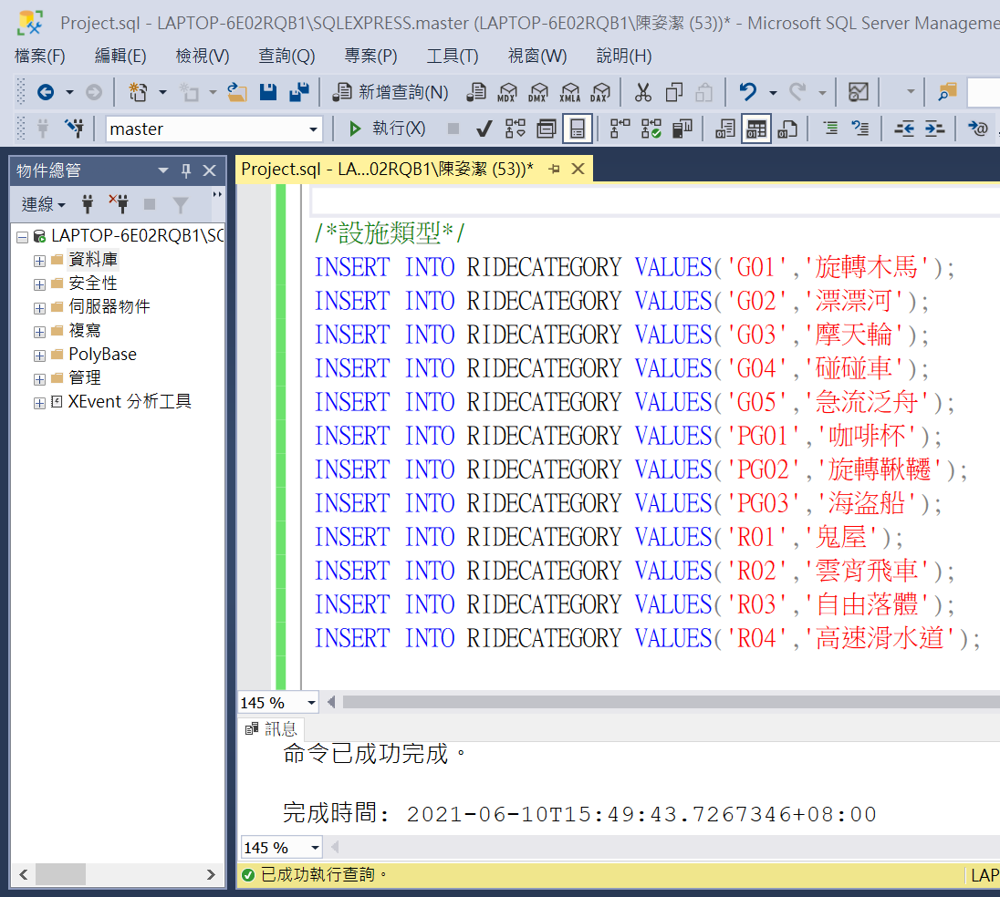 Project.sql - LAPTOP-6E02RQB1\SQLEXPRESS.master (LAPTOP-6E02RQB1\陳姿潔 (53))* - Microsoft SQL Server Manageme
檔案(F) 編輯(E) 檢視(V) 查詢(Q) 專案(P) 工具(T) 視窗(W) 說明(H)
新增查詢(N) MDX DMX XMLA DAX
master 執行(X)
物件總管
Project.sql - LA...02RQB1\陳姿潔 (53))*
連線
LAPTOP-6E02RQB1\SC
資料庫
安全性
伺服器物件
複寫
PolyBase
管理
XEvent 分析工具
/*設施類型*/
INSERT INTO RIDECATEGORY VALUES('G01','旋轉木馬');
INSERT INTO RIDECATEGORY VALUES('G02','漂漂河');
INSERT INTO RIDECATEGORY VALUES('G03','摩天輪');
INSERT INTO RIDECATEGORY VALUES('G04','碰碰車');
INSERT INTO RIDECATEGORY VALUES('G05','急流泛舟');
INSERT INTO RIDECATEGORY VALUES('PG01','咖啡杯');
INSERT INTO RIDECATEGORY VALUES('PG02','旋轉鞦韆');
INSERT INTO RIDECATEGORY VALUES('PG03','海盜船');
INSERT INTO RIDECATEGORY VALUES('R01','鬼屋');
INSERT INTO RIDECATEGORY VALUES('R02','雲宵飛車');
INSERT INTO RIDECATEGORY VALUES('R03','自由落體');
INSERT INTO RIDECATEGORY VALUES('R04','高速滑水道');
145 %
訊息
命令已成功完成。
完成時間: 2021-06-10T15:49:43.7267346+08:00
145 %
已成功執行查詢。 LAP